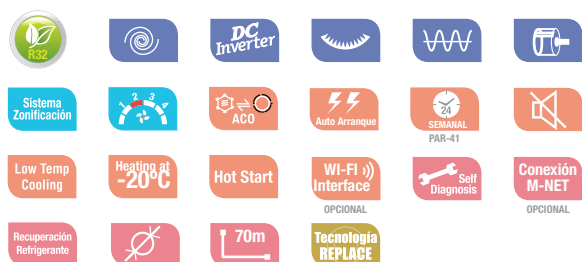 R32
DC
Inverter
Sistema
Zonificación
1 2 3 4
ACO
Auto Arranque
24
SEMANAL
PAR-41
Low Temp
Cooling
Heating at
-20ºC
Hot Start
WI-FI
Interface
OPCIONAL
Self
Diagnosis
Conexión
M-NET
OPCIONAL
Recuperación
Refrigerante
70m
Tecnología
REPLACE